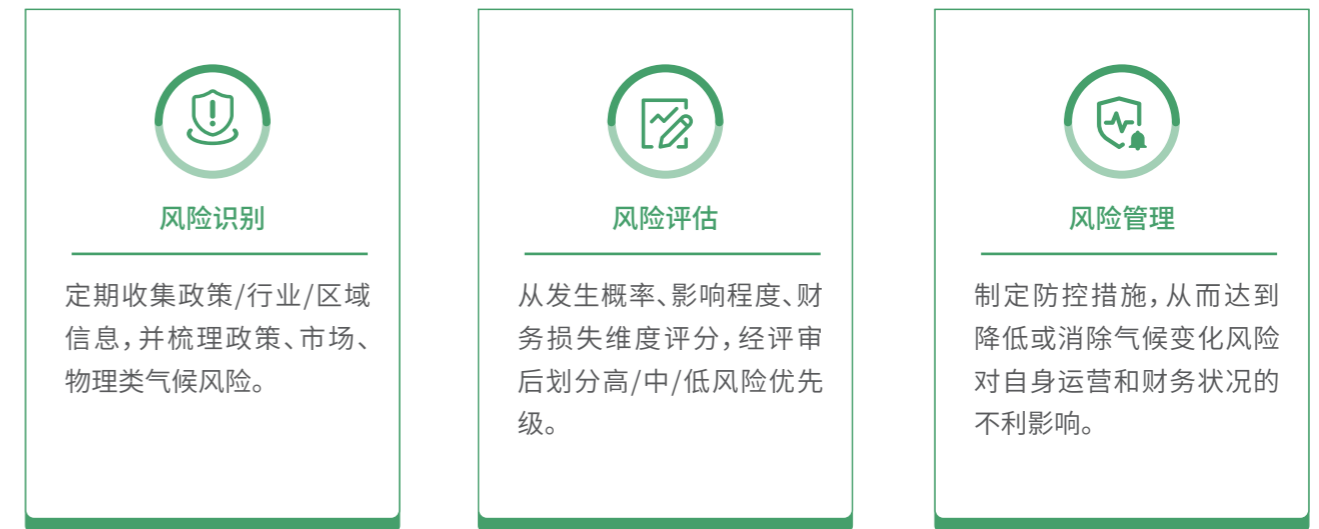 风险识别
定期收集政策/行业/区域
信息，并梳理政策、市场、
物理类气候风险。
风险评估
从发生概率、影响程度、财
务损失维度评分，经评审
后划分高/中/低风险优先
级。
风险管理
制定防控措施，从而达到
降低或消除气候变化风险
对自身运营和财务状况的
不利影响。